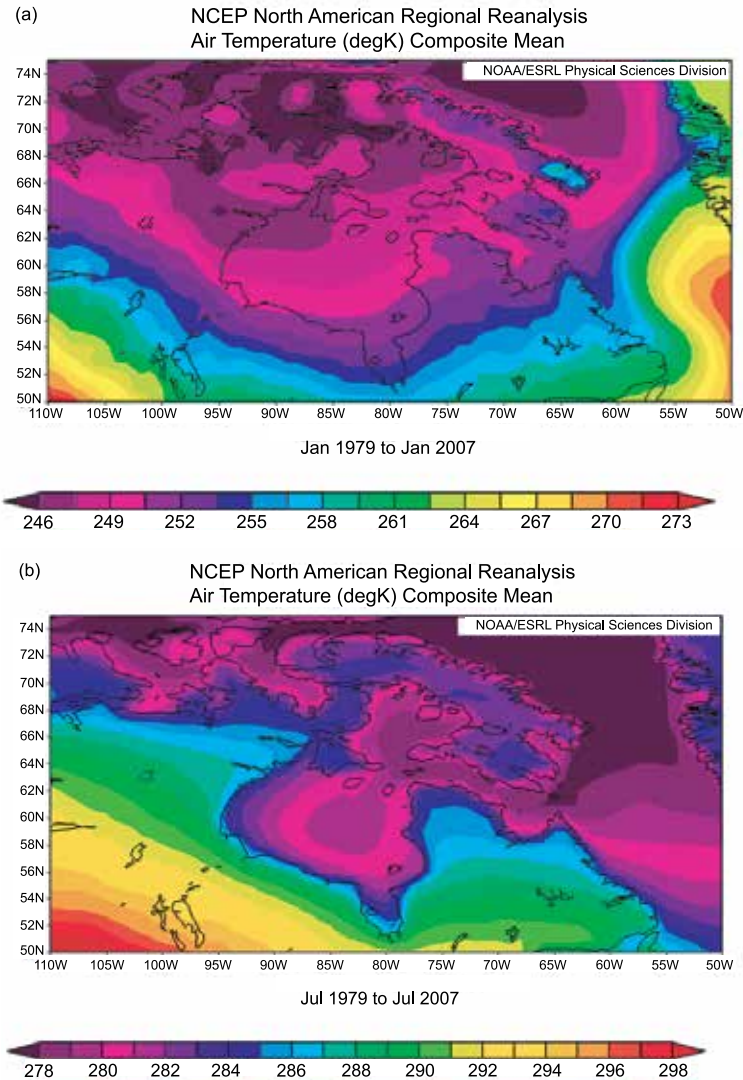 (a)
NCEP North American Regional Reanalysis
Air Temperature (degK) Composite Mean
NOAA/ESRL Physical Sciences Division
74N
72N
70N
68N
66N
64N
62N
60N
58N
56N
54N
52N
50N
110W 105W 100W 95W 90W 85W 80W 75W 70W 65W 60W 55W 50W
Jan 1979 to Jan 2007
246 249 252 255 258 261 264 267 270 273
(b)
NCEP North American Regional Reanalysis
Air Temperature (degK) Composite Mean
NOAA/ESRL Physical Sciences Division
74N
72N
70N
68N
66N
64N
62N
60N
58N
56N
54N
52N
50N
110W 105W 100W 95W 90W 85W 80W 75W 70W 65W 60W 55W 50W
Jul 1979 to Jul 2007
278 280 282 284 286 288 290 292 294 296 298